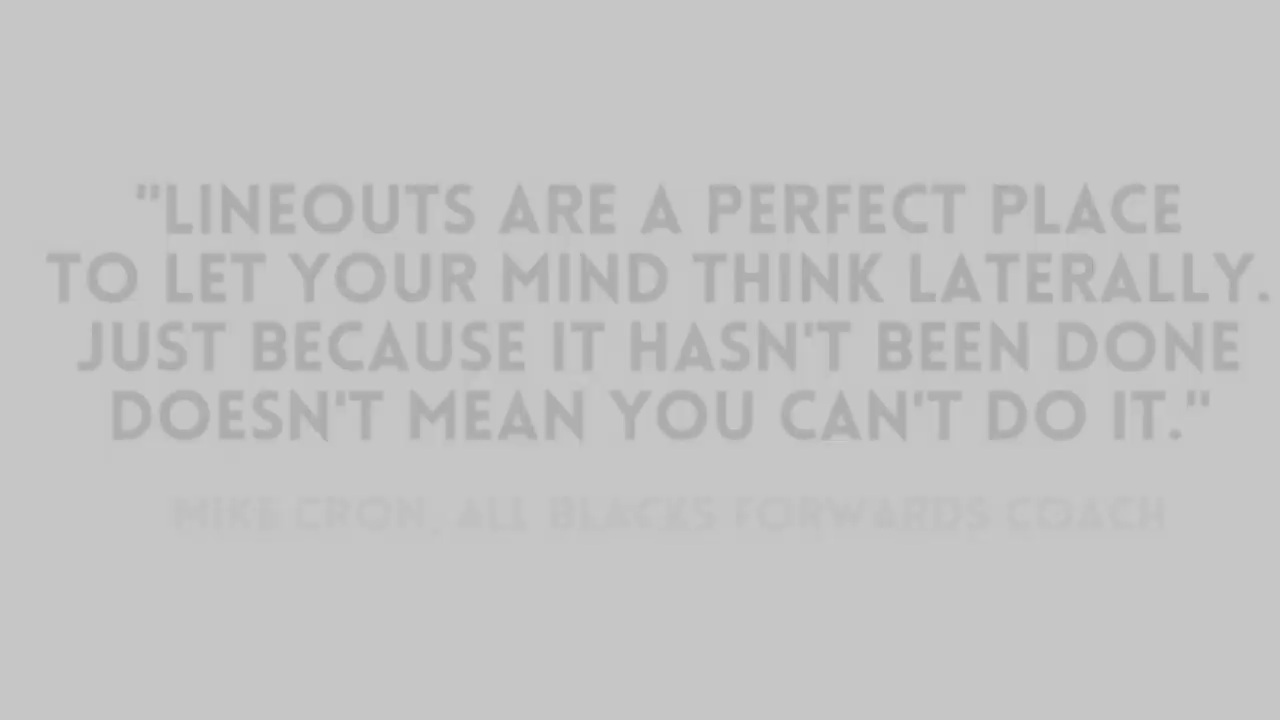 "LINEOUTS ARE A PERFECT PLACE
TO LET YOUR MIND THINK LATERALLY.
JUST BECAUSE IT HASN'T BEEN DONE
DOESN'T MEAN YOU CAN'T DO IT."
MIKE CRON, ALL BLACKS FORWARDS COACH